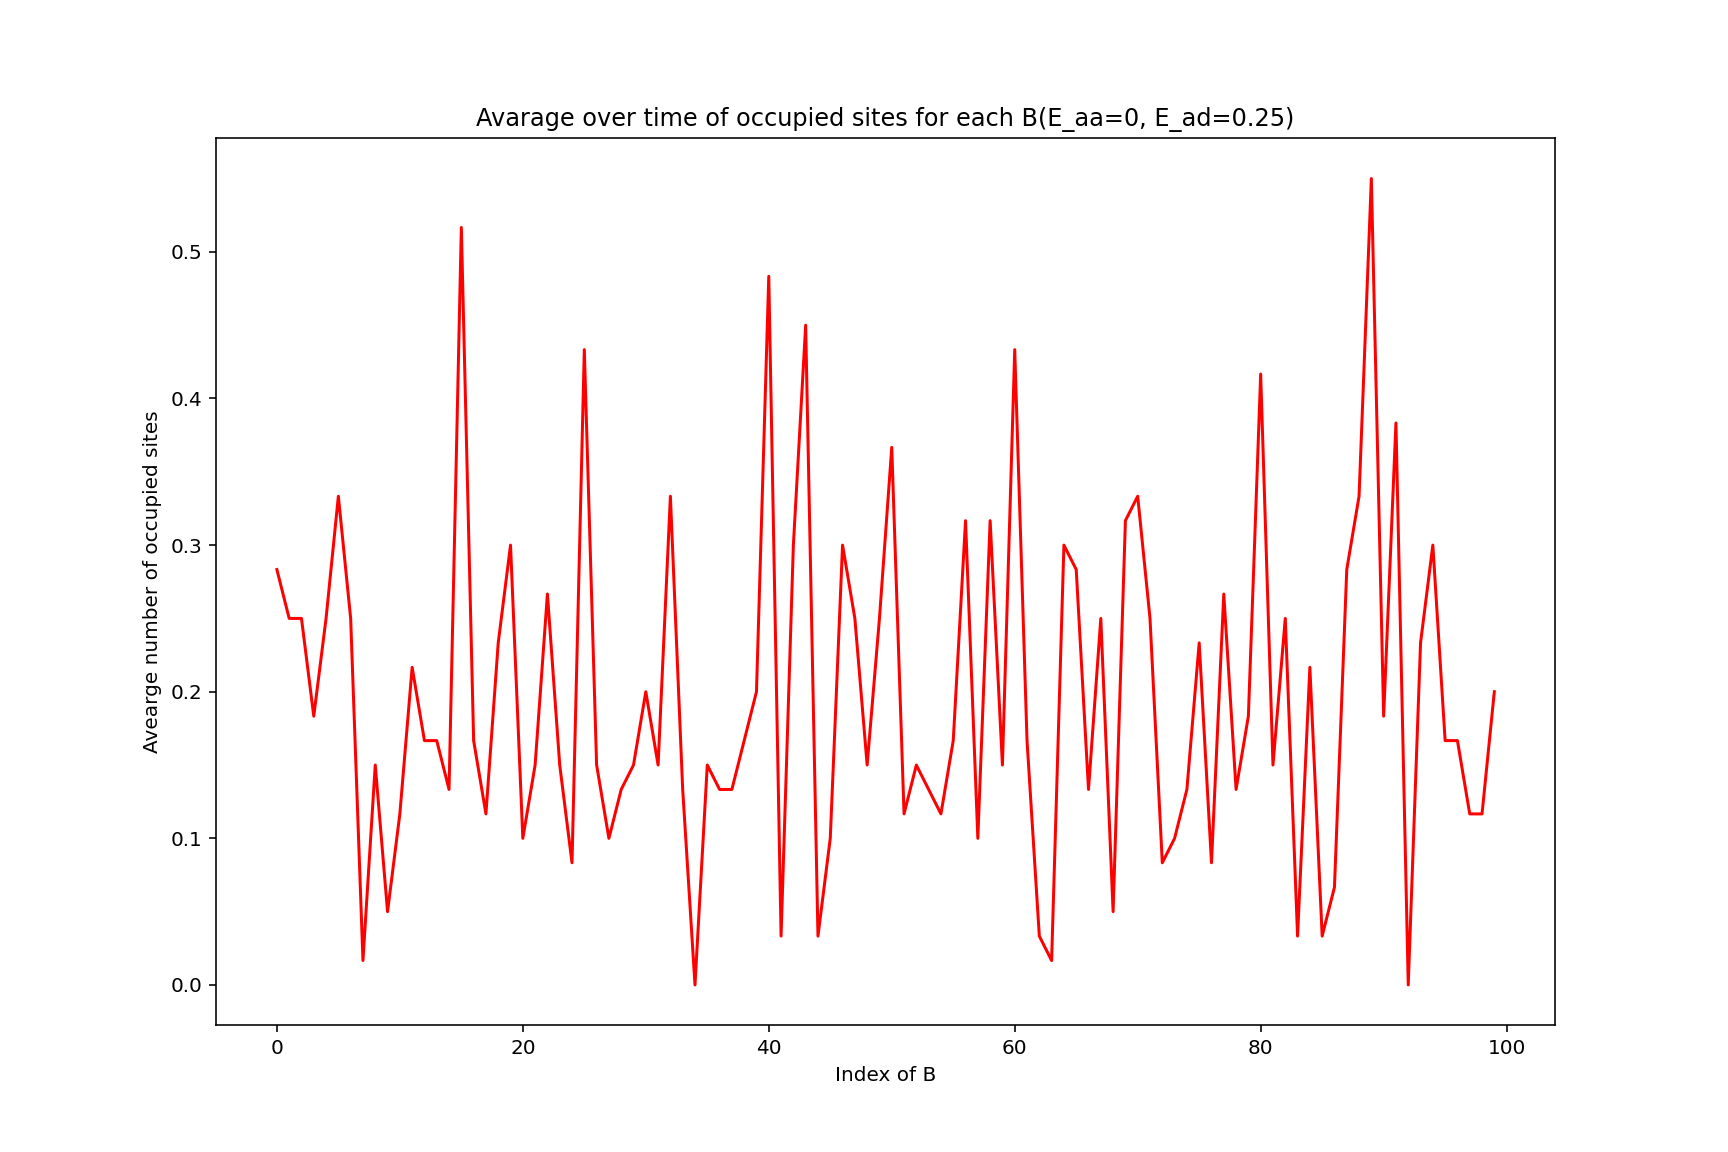 Avarage over time of occupied sites for each B(E_aa=0, E_ad=0.25)
Avearge number of occupied sites
0.5
0.4
0.3
0.2
0.1
0.0
0 20 40 60 80 100
Index of B